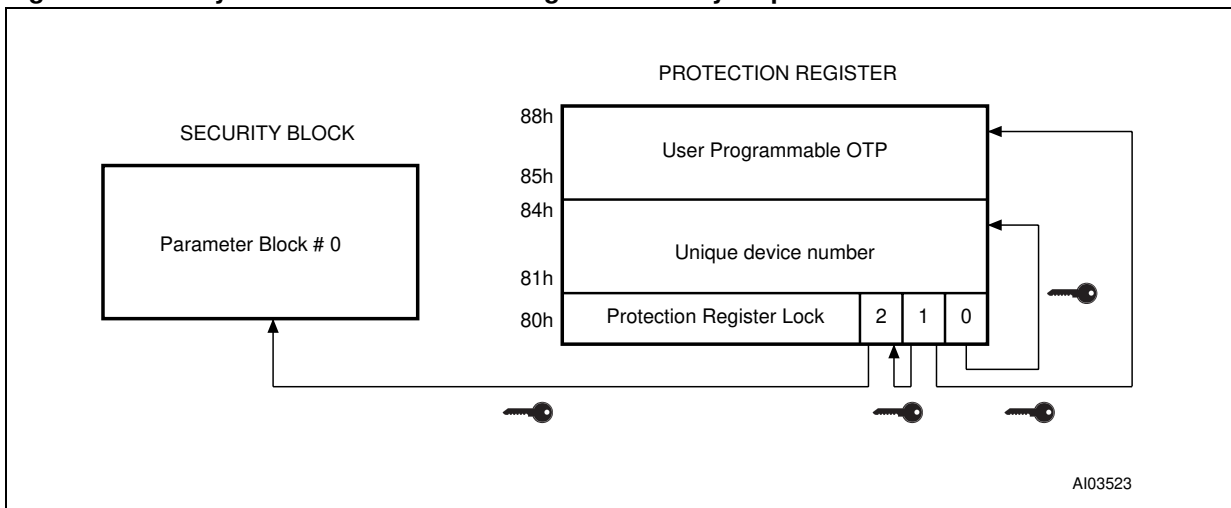 PROTECTION REGISTER
SECURITY BLOCK
88h
User Programmable OTP
85h
84h
Parameter Block # 0
Unique device number
81h
80h
Protection Register Lock 2 1 0
AI03523